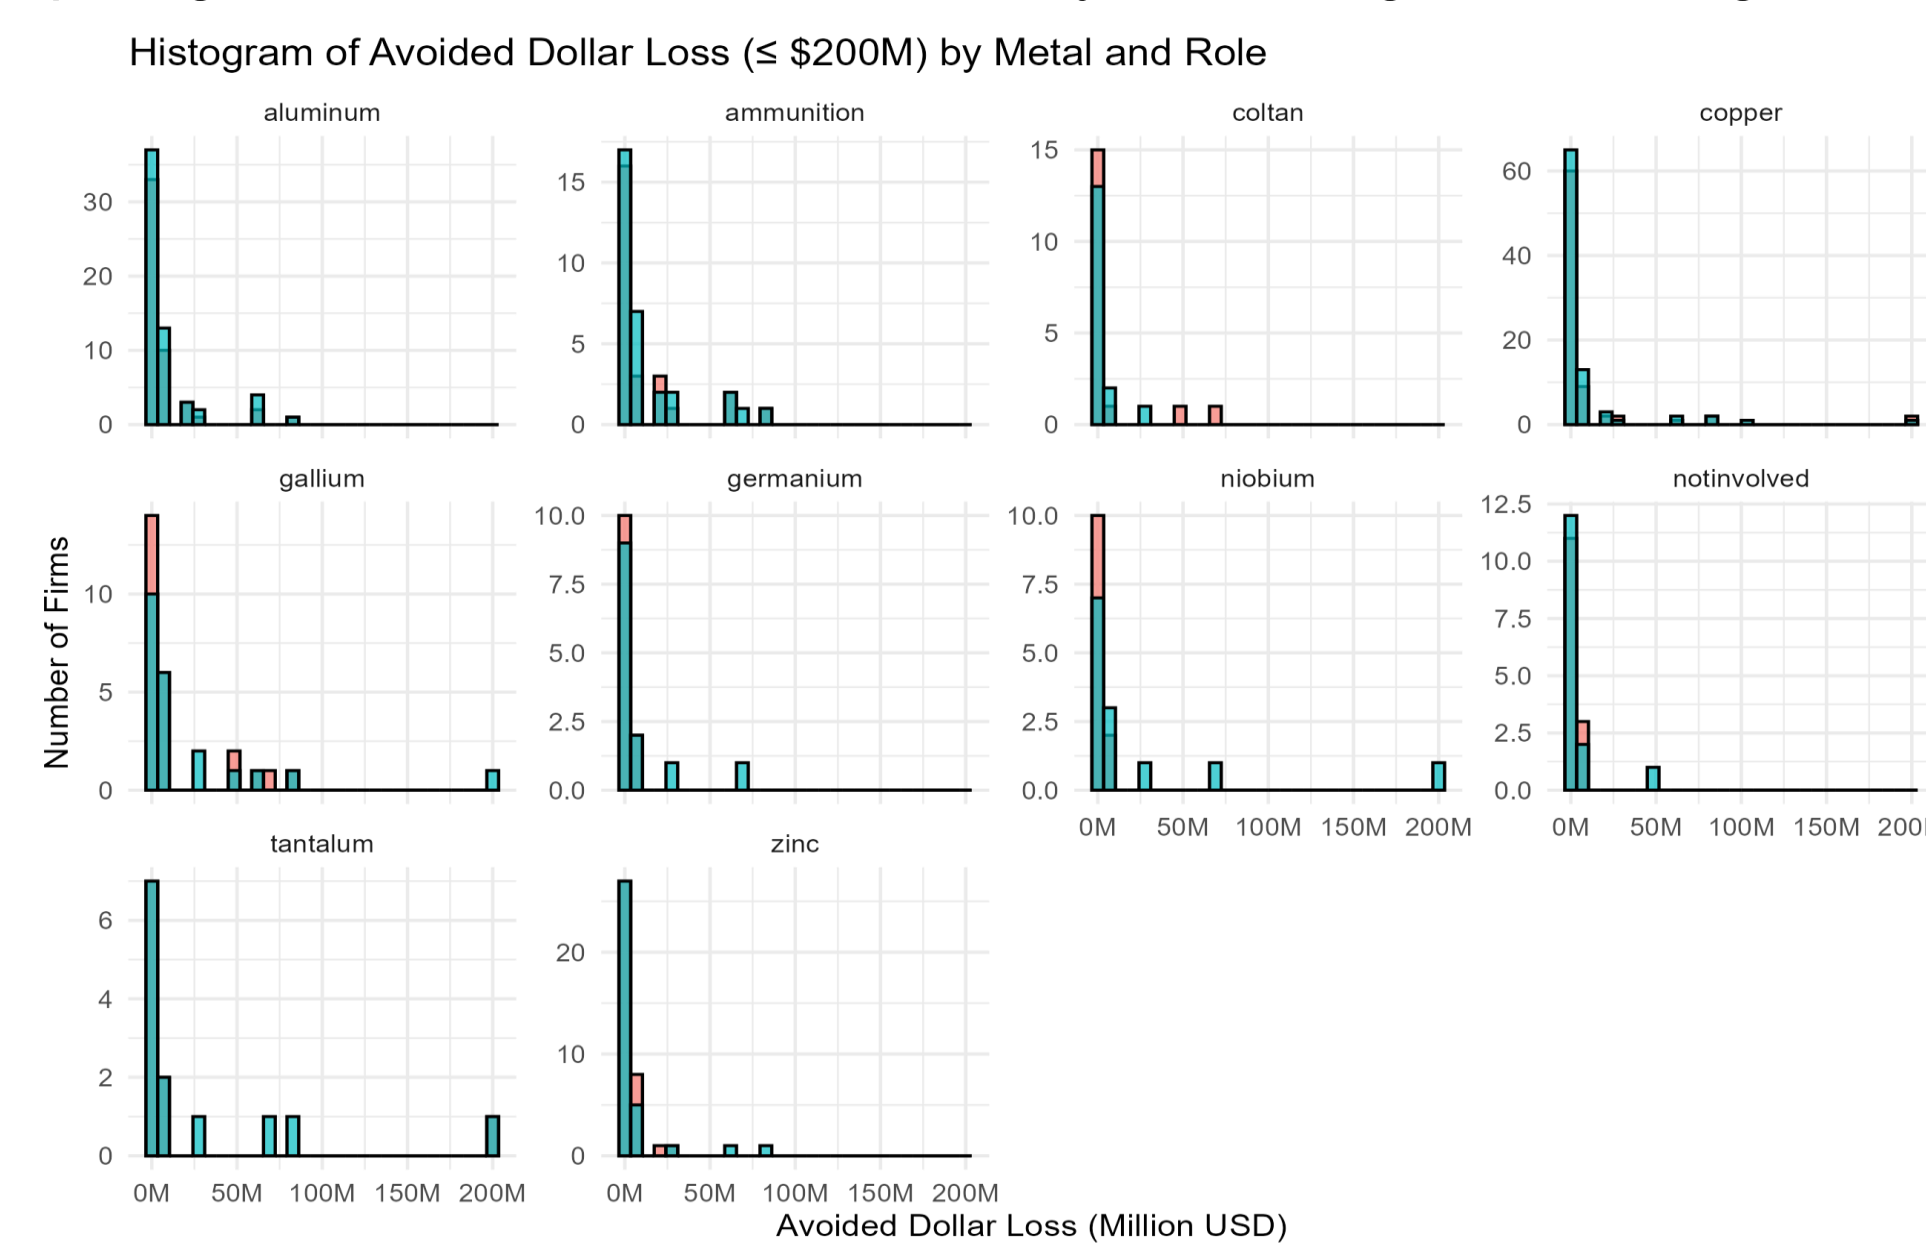 Histogram of Avoided Dollar Loss (≤ $200M) by Metal and Role
aluminum
ammunition
coltan
copper
30
20
10
0
15
10
5
0
15
10
5
0
60
40
20
0
gallium
germanium
niobium
notinvolved
10
5
0
10.0
7.5
5.0
2.5
0.0
10.0
7.5
5.0
2.5
0.0
12.5
10.0
7.5
5.0
2.5
0.0
0M 50M 100M 150M 200M
0M 50M 100M 150M 200
tantalum
zinc
6
4
2
0
20
10
0
0M 50M 100M 150M 200M
0M 50M 100M 150M 200M
Number of Firms
Avoided Dollar Loss (Million USD)